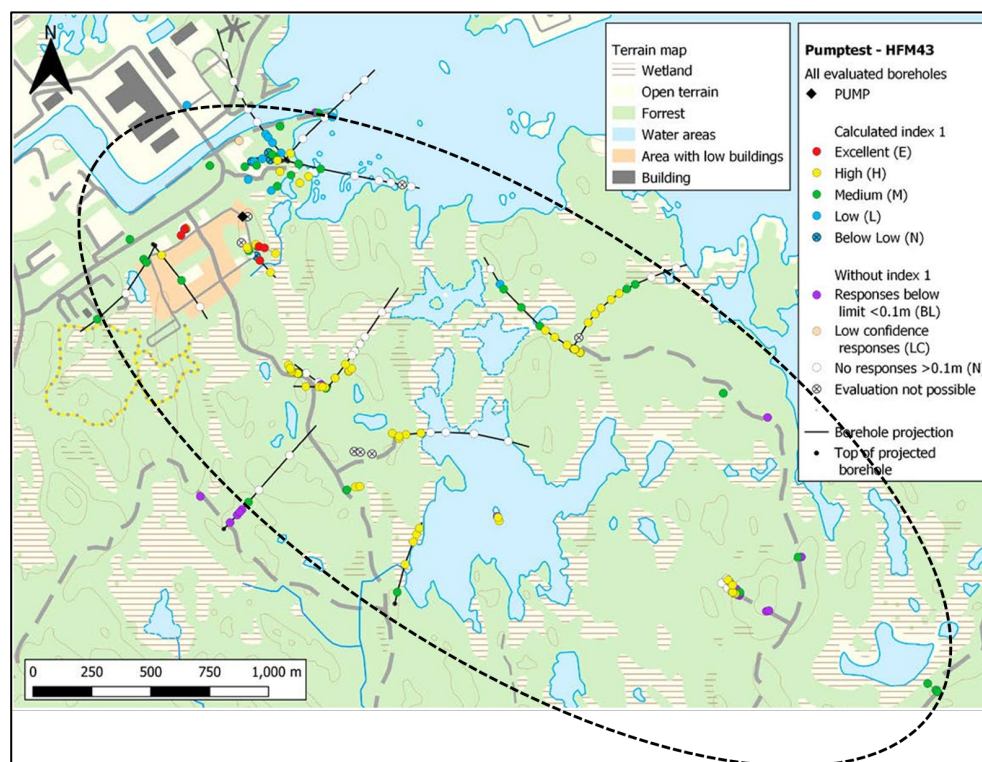 N
Terrain map
Wetland
Open terrain
Forrest
Water areas
Area with low buildings
Building
Pumptest - HFM43
All evaluated boreholes
PUMP
Calculated index 1
Excellent (E)
High (H)
Medium (M)
Low (L)
Below Low (N)
Without index 1
Responses below
limit <0.1m (BL)
Low confidence
responses (LC)
No responses >0.1m (N
Evaluation not possible
Borehole projection
Top of projected
borehole
0 250 500 750 1,000 m